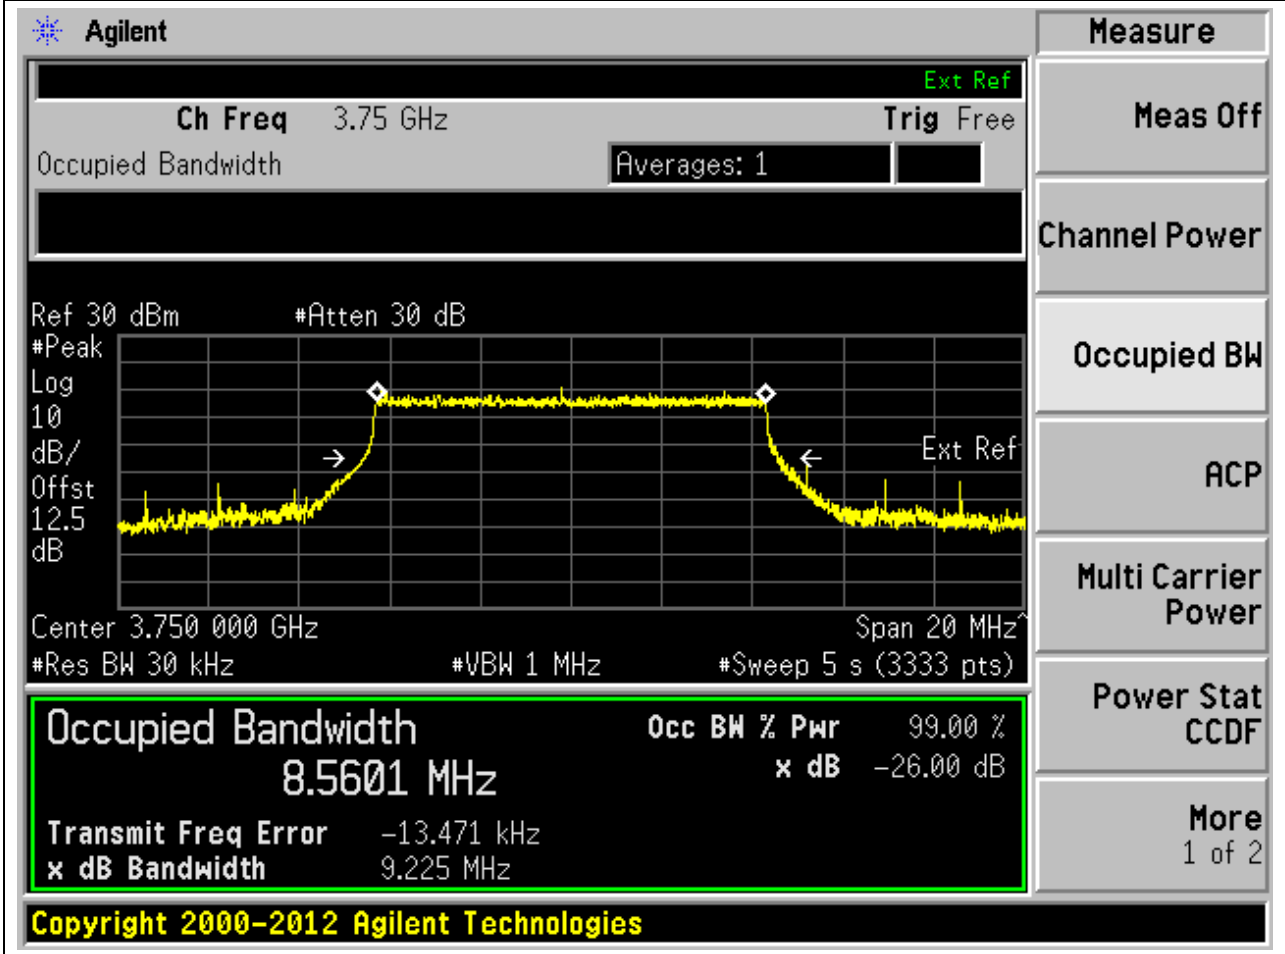 Agilent
Measure
Ext Ref
Ch Freq 3.75 GHz Trig Free
Occupied Bandwidth Averages: 1
Meas Off
Channel Power
Occupied BW
ACP
Multi Carrier
Power
Power Stat
CCDF
More
1 of 2
Ref 30 dBm #Atten 30 dB
#Peak
Log
10
dB/
Offst
12.5
dB
Ext Ref
Center 3.750 000 GHz Span 20 MHz^
#Res BW 30 kHz #VBW 1 MHz #Sweep 5 s (3333 pts)
Occupied Bandwidth Occ BW % Pwr 99.00 %
8.5601 MHz x dB -26.00 dB
Transmit Freq Error -13.471 kHz
x dB Bandwidth 9.225 MHz
Copyright 2000-2012 Agilent Technologies